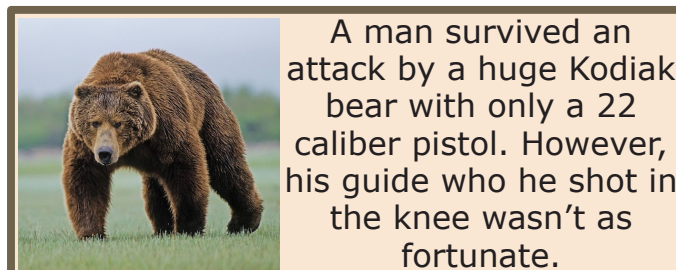 A man survived an
attack by a huge Kodiak
bear with only a 22
caliber pistol. However,
his guide who he shot in
the knee wasn’t as
fortunate.